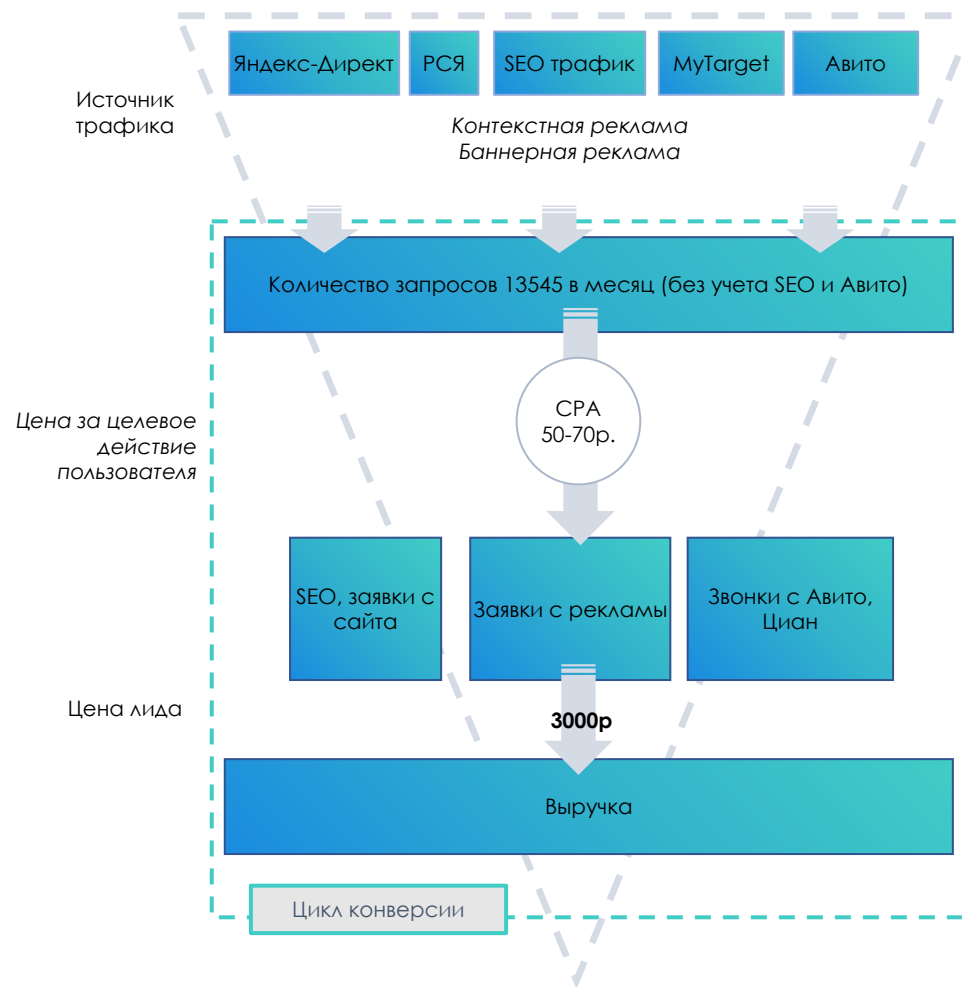 Яндекс-Директ
РСЯ
SEO трафик
MyTarget
Авито
Источник
трафика
Контекстная реклама
Баннерная реклама
Количество запросов 13545 в месяц (без учета SEO и Авито)
CPA
50-70р.
Цена за целевое
действие
пользователя
SEO, заявки с
сайта
Заявки с рекламы
Звонки с Авито,
Циан
Цена лида
3000р
Выручка
Цикл конверсии